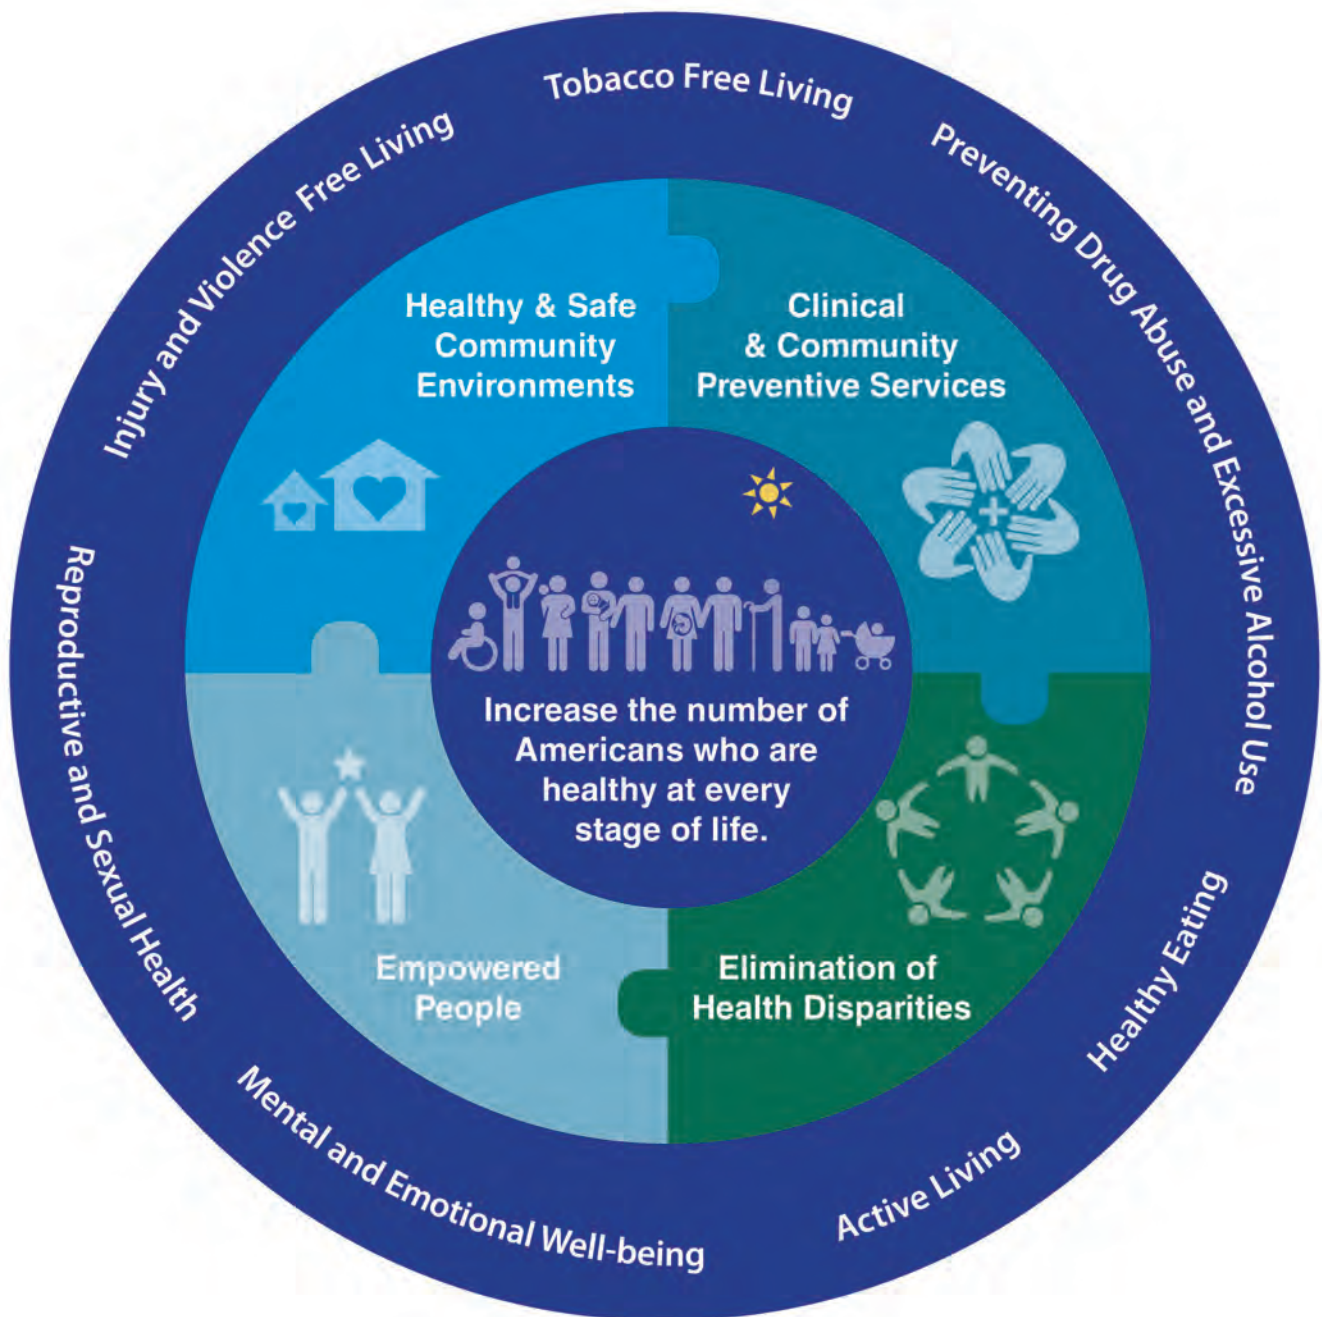 Tobacco Free Living
Preventing Drug Abuse and Excessive Alcohol Use
Healthy Eating
Active Living
Mental and Emotional Well-being
Reproductive and Sexual Health
Injury and Violence Free Living
Healthy & Safe
Community
Environments
Clinical
& Community
Preventive Services
Increase the number of
Americans who are
healthy at every
stage of life.
Empowered
People
Elimination of
Health Disparities